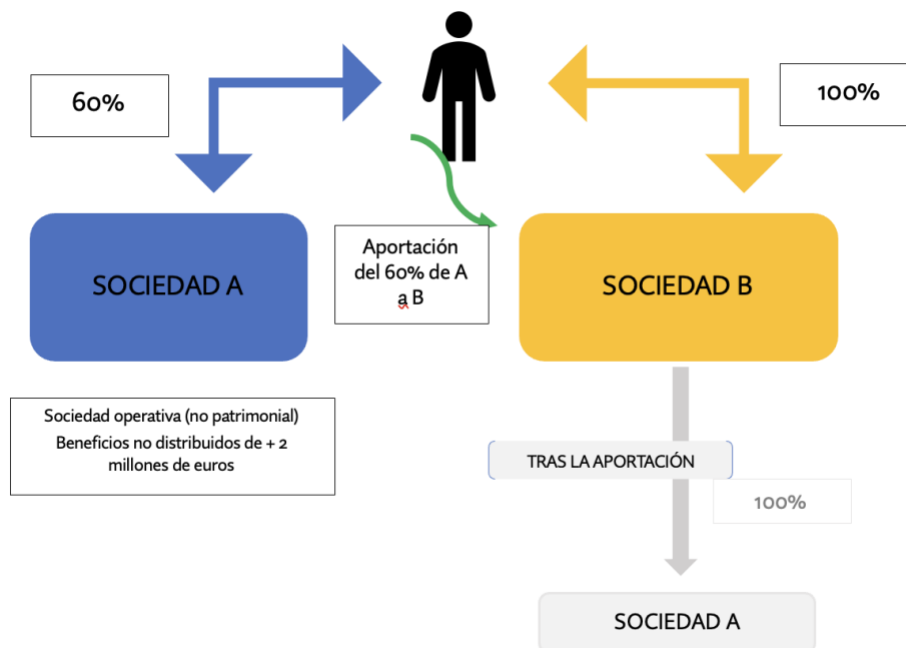 60%
100%
SOCIEDAD A
Aportación
del 60% de A
a B
SOCIEDAD B
Sociedad operativa (no patrimonial)
Beneficios no distribuidos de + 2
millones de euros
TRAS LA APORTACIÓN
100%
SOCIEDAD A